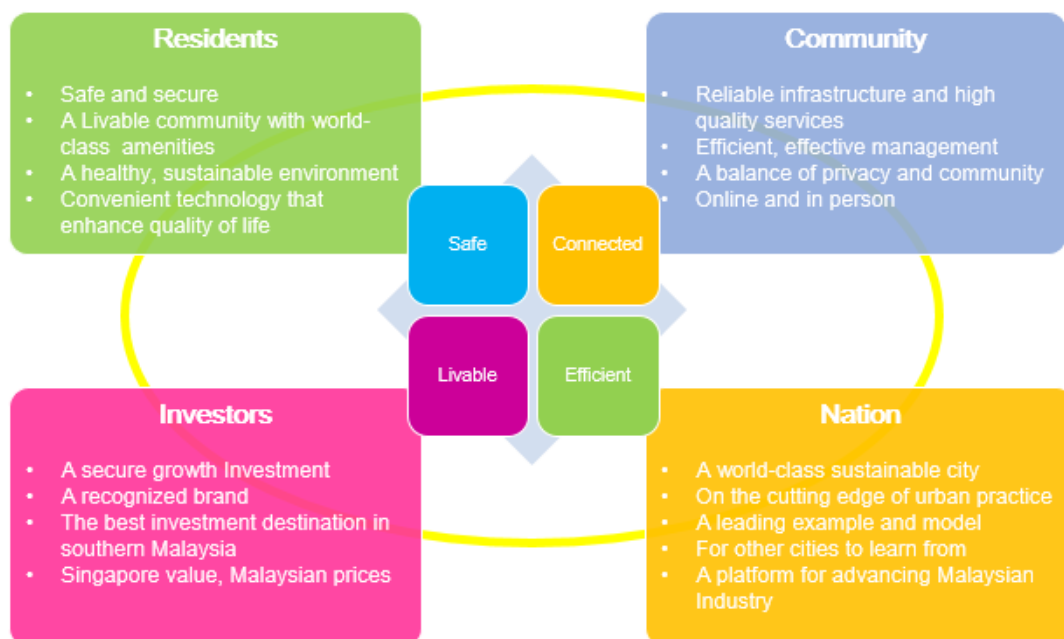 Residents
• Safe and secure
• A Livable community with world-
class amenities
• A healthy, sustainable environment
• Convenient technology that
enhance quality of life
Community
• Reliable infrastructure and high
quality services
• Efficient, effective management
• A balance of privacy and community
• Online and in person
Safe
Connected
Livable
Efficient
Investors
• A secure growth Investment
• A recognized brand
• The best investment destination in
southern Malaysia
• Singapore value, Malaysian prices
Nation
• A world-class sustainable city
• On the cutting edge of urban practice
• A leading example and model
• For other cities to learn from
• A platform for advancing Malaysian
Industry